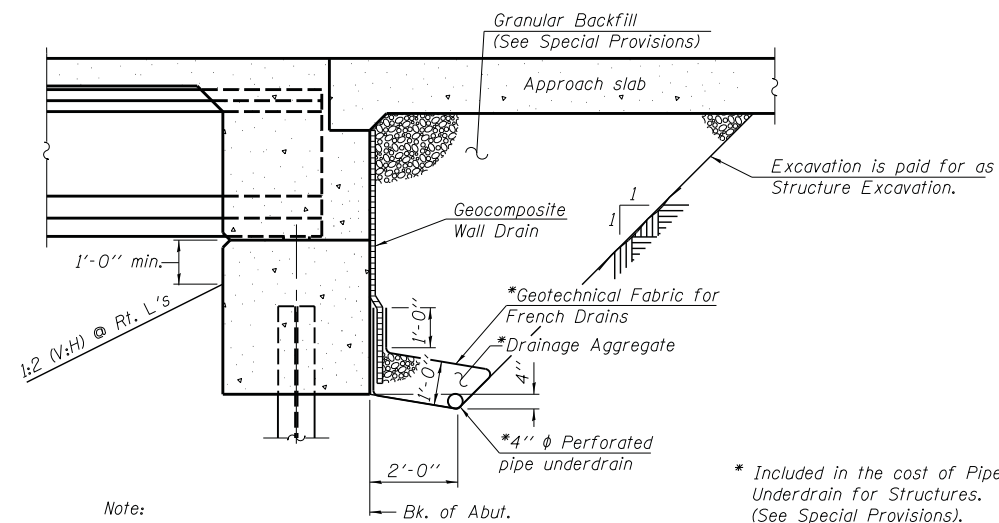 Granular Backfill
(See Special Provisions)
Approach slab
Excavation is paid for as
Structure Excavation.
1
1
Geocomposite
Wall Drain
1'-0" min.
1:2 (V:H) @ Rt. L's
*Geotechnical Fabric for
French Drains
1'-0"
*Drainage Aggregate
1'-0"
4"
*4" ϕ Perforated
pipe underdrain
2'-0"
* Included in the cost of Pipe
Underdrain for Structures.
(See Special Provisions).
Note:
Bk. of Abut.